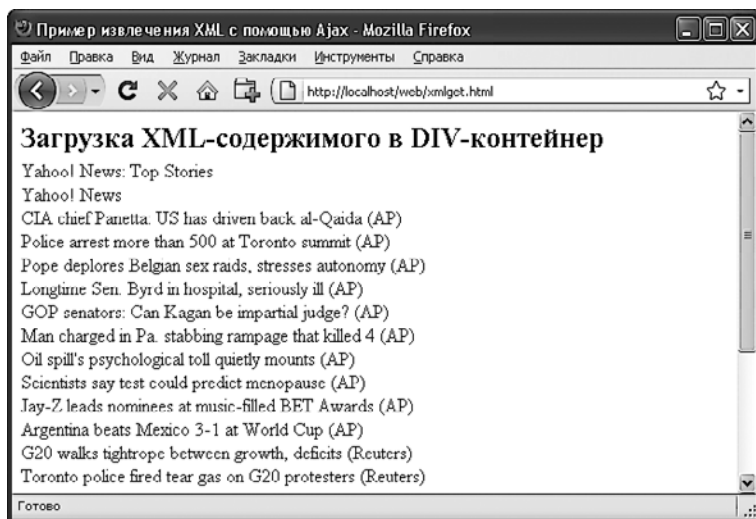 Пример извлечения XML с помощью Ajax - Mozilla Firefox
Файл Правка Вид Журнал Закладки Инструменты Справка
http://localhost/web/xmlget.html
Загрузка XML-содержимого в DIV-контейнер
Yahoo! News: Top Stories
Yahoo! News
CIA chief Panetta: US has driven back al-Qaida (AP)
Police arrest more than 500 at Toronto summit (AP)
Pope deplores Belgian sex raids, stresses autonomy (AP)
Longtime Sen. Byrd in hospital, seriously ill (AP)
GOP senators: Can Kagan be impartial judge? (AP)
Man charged in Pa. stabbing rampage that killed 4 (AP)
Oil spill's psychological toll quietly mounts (AP)
Scientists say test could predict menopause (AP)
Jay-Z leads nominees at music-filled BET Awards (AP)
Argentina beats Mexico 3-1 at World Cup (AP)
G20 walks tightrope between growth, deficits (Reuters)
Toronto police fired tear gas on G20 protesters (Reuters)
Готово